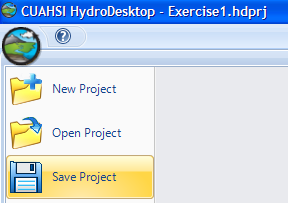 CUAHSI HydroDesktop - Exercise1.hdprj
New Project
Open Project
Save Project